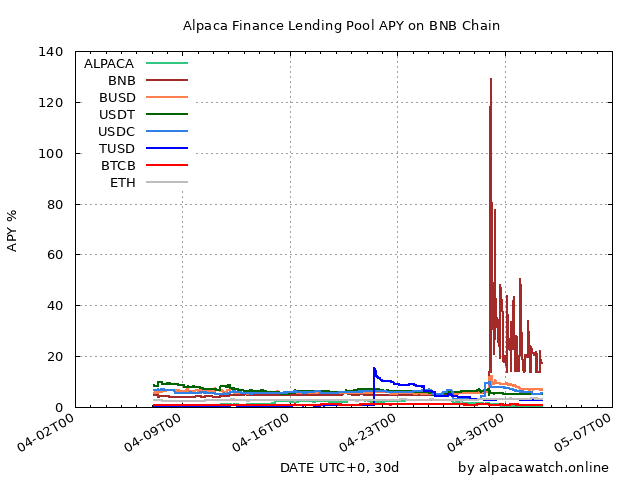 Alpaca Finance Lending Pool APY on BNB Chain
140
120
100
80
60
40
20
0
APY %
ALPACA
BNB
BUSD
USDT
USDC
TUSD
BTCB
ETH
04-02T00
04-09T00
04-16T00
04-23T00
04-30T00
05-07T00
DATE UTC+0, 30d
by alpacawatch.online